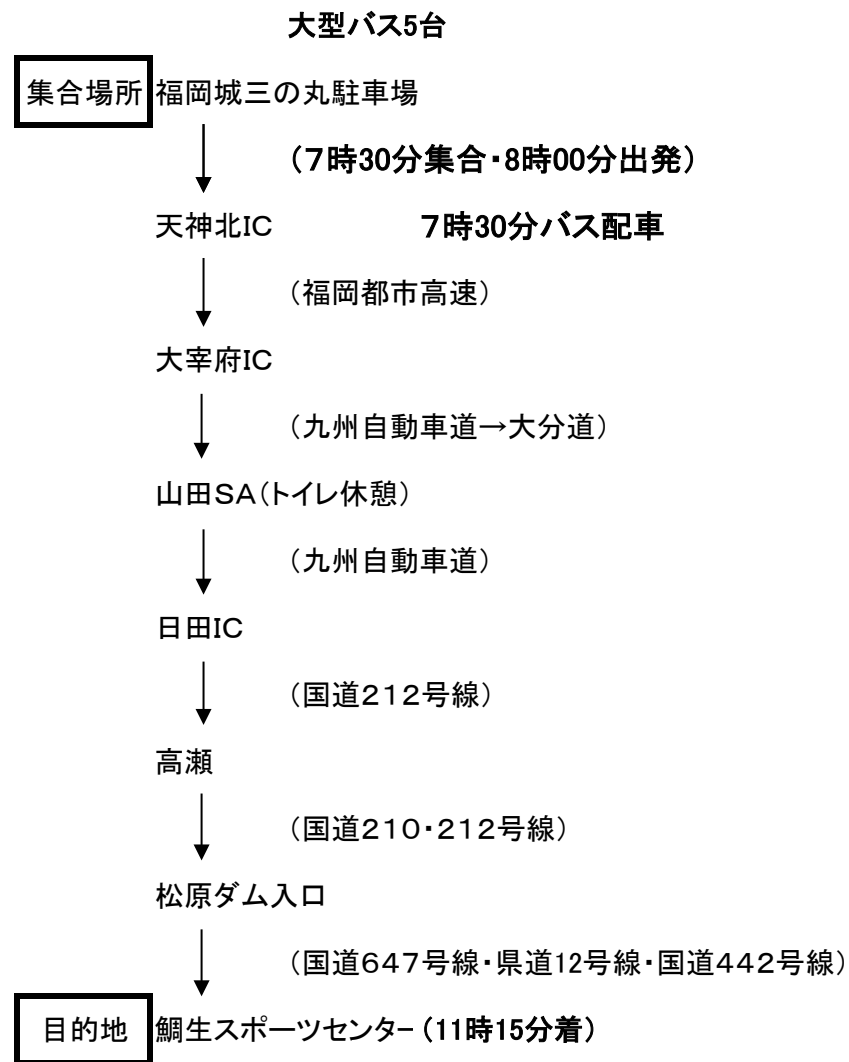 大型バス5台
集合場所 福岡城三の丸駐車場
（７時30分集合・8時00分出発）
天神北IC ７時30分バス配車
（福岡都市高速）
大宰府IC
（九州自動車道→大分道）
山田ＳＡ（トイレ休憩）
（九州自動車道）
日田IC
（国道２１２号線）
高瀬
（国道２１０・２１２号線）
松原ダム入口
（国道６４７号線・県道12号線・国道４４２号線）
目的地 鯛生スポーツセンター（11時15分着）